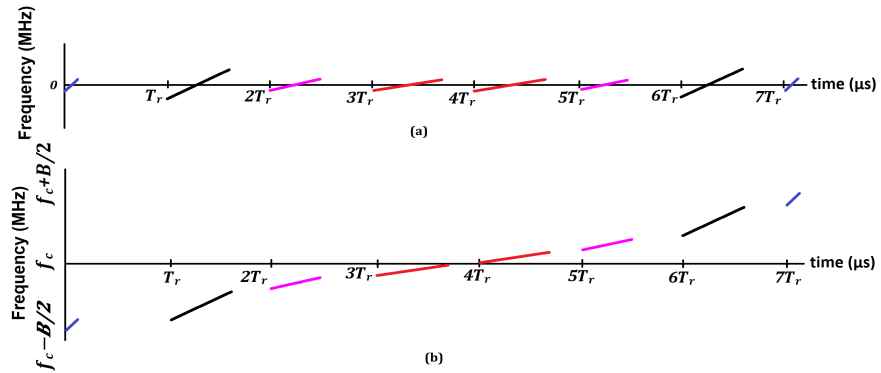 Frequency (MHz)
0
T_r 2T_r 3T_r 4T_r 5T_r 6T_r 7T_r
time (μs)
(a)
Frequency (MHz)
f_c+B/2
f_c
f_c−B/2
T_r 2T_r 3T_r 4T_r 5T_r 6T_r 7T_r
time (μs)
(b)